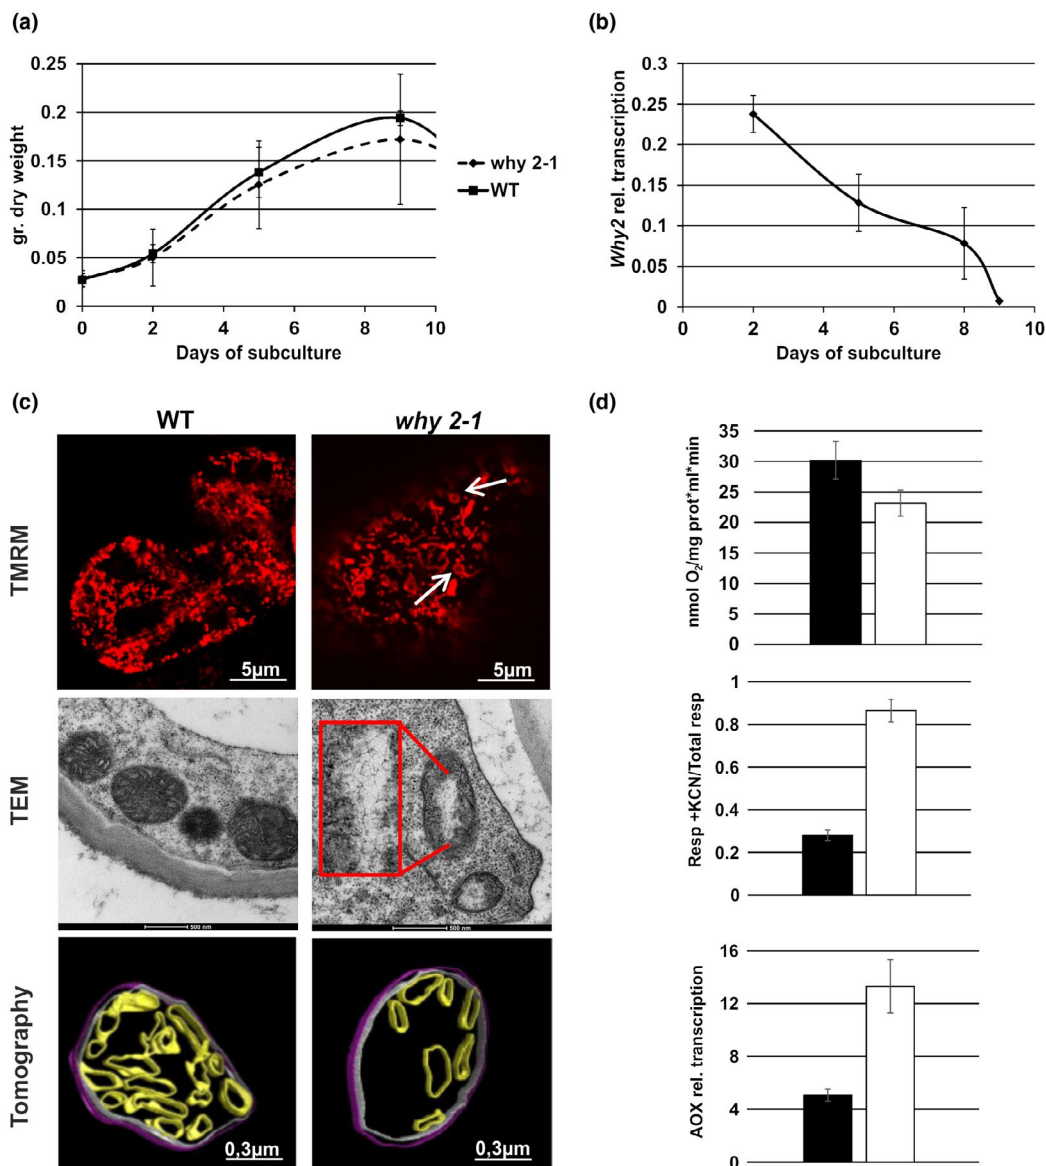 (a)
0.25
0.2
0.15
0.1
0.05
0
gr. dry weight
0 2 4 6 8 10
Days of subculture
why 2-1
WT
(b)
0.3
0.25
0.2
0.15
0.1
0.05
0
Why2 rel. transcription
0 2 4 6 8 10
Days of subculture
(c)
WT
why 2-1
TMRM
5µm
5µm
TEM
500 nm
500 nm
Tomography
0,3µm
0,3µm
(d)
35
30
25
20
15
10
5
0
nmol O₂/mg prot*ml*min
1
0.8
0.6
0.4
0.2
0
Resp +KCN/Total resp
16
12
8
4
0
AOX rel. transcription